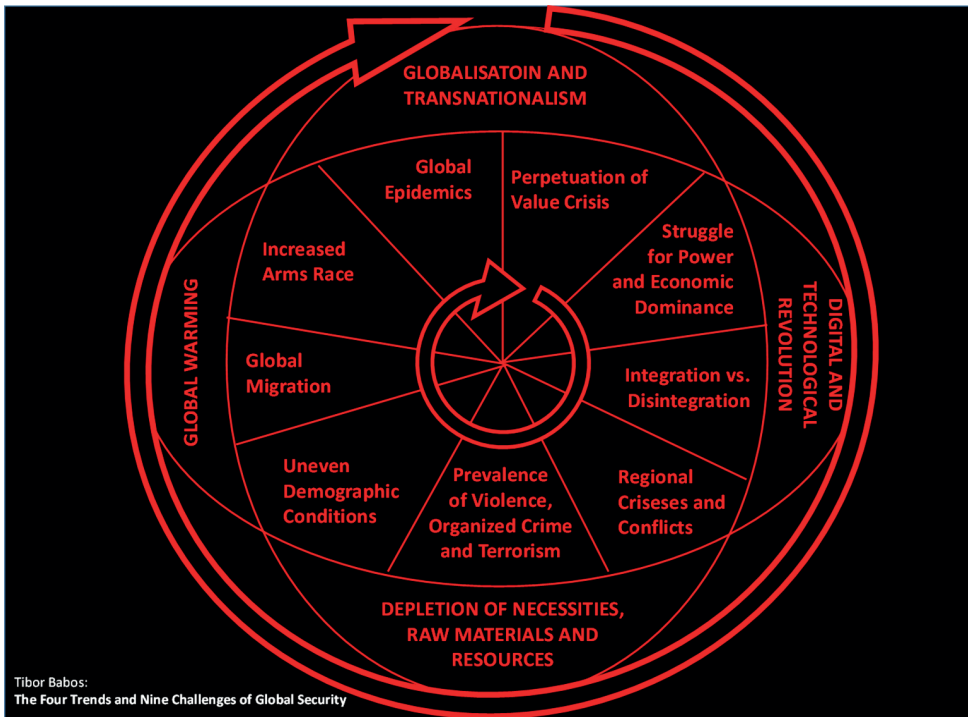 GLOBALISATOIN AND
TRANSNATIONALISM
Global
Epidemics
Perpetuation of
Value Crisis
Increased
Arms Race
Struggle
for Power
and Economic
Dominance
GLOBAL WARMING
DIGITAL AND
TECHNOLOGICAL
REVOLUTION
Global
Migration
Integration vs.
Disintegration
Uneven
Demographic
Conditions
Prevalence
of Violence,
Organized Crime
and Terrorism
Regional
Criseses and
Conflicts
DEPLETION OF NECESSITIES,
RAW MATERIALS AND
RESOURCES
Tibor Babos:
The Four Trends and Nine Challenges of Global Security